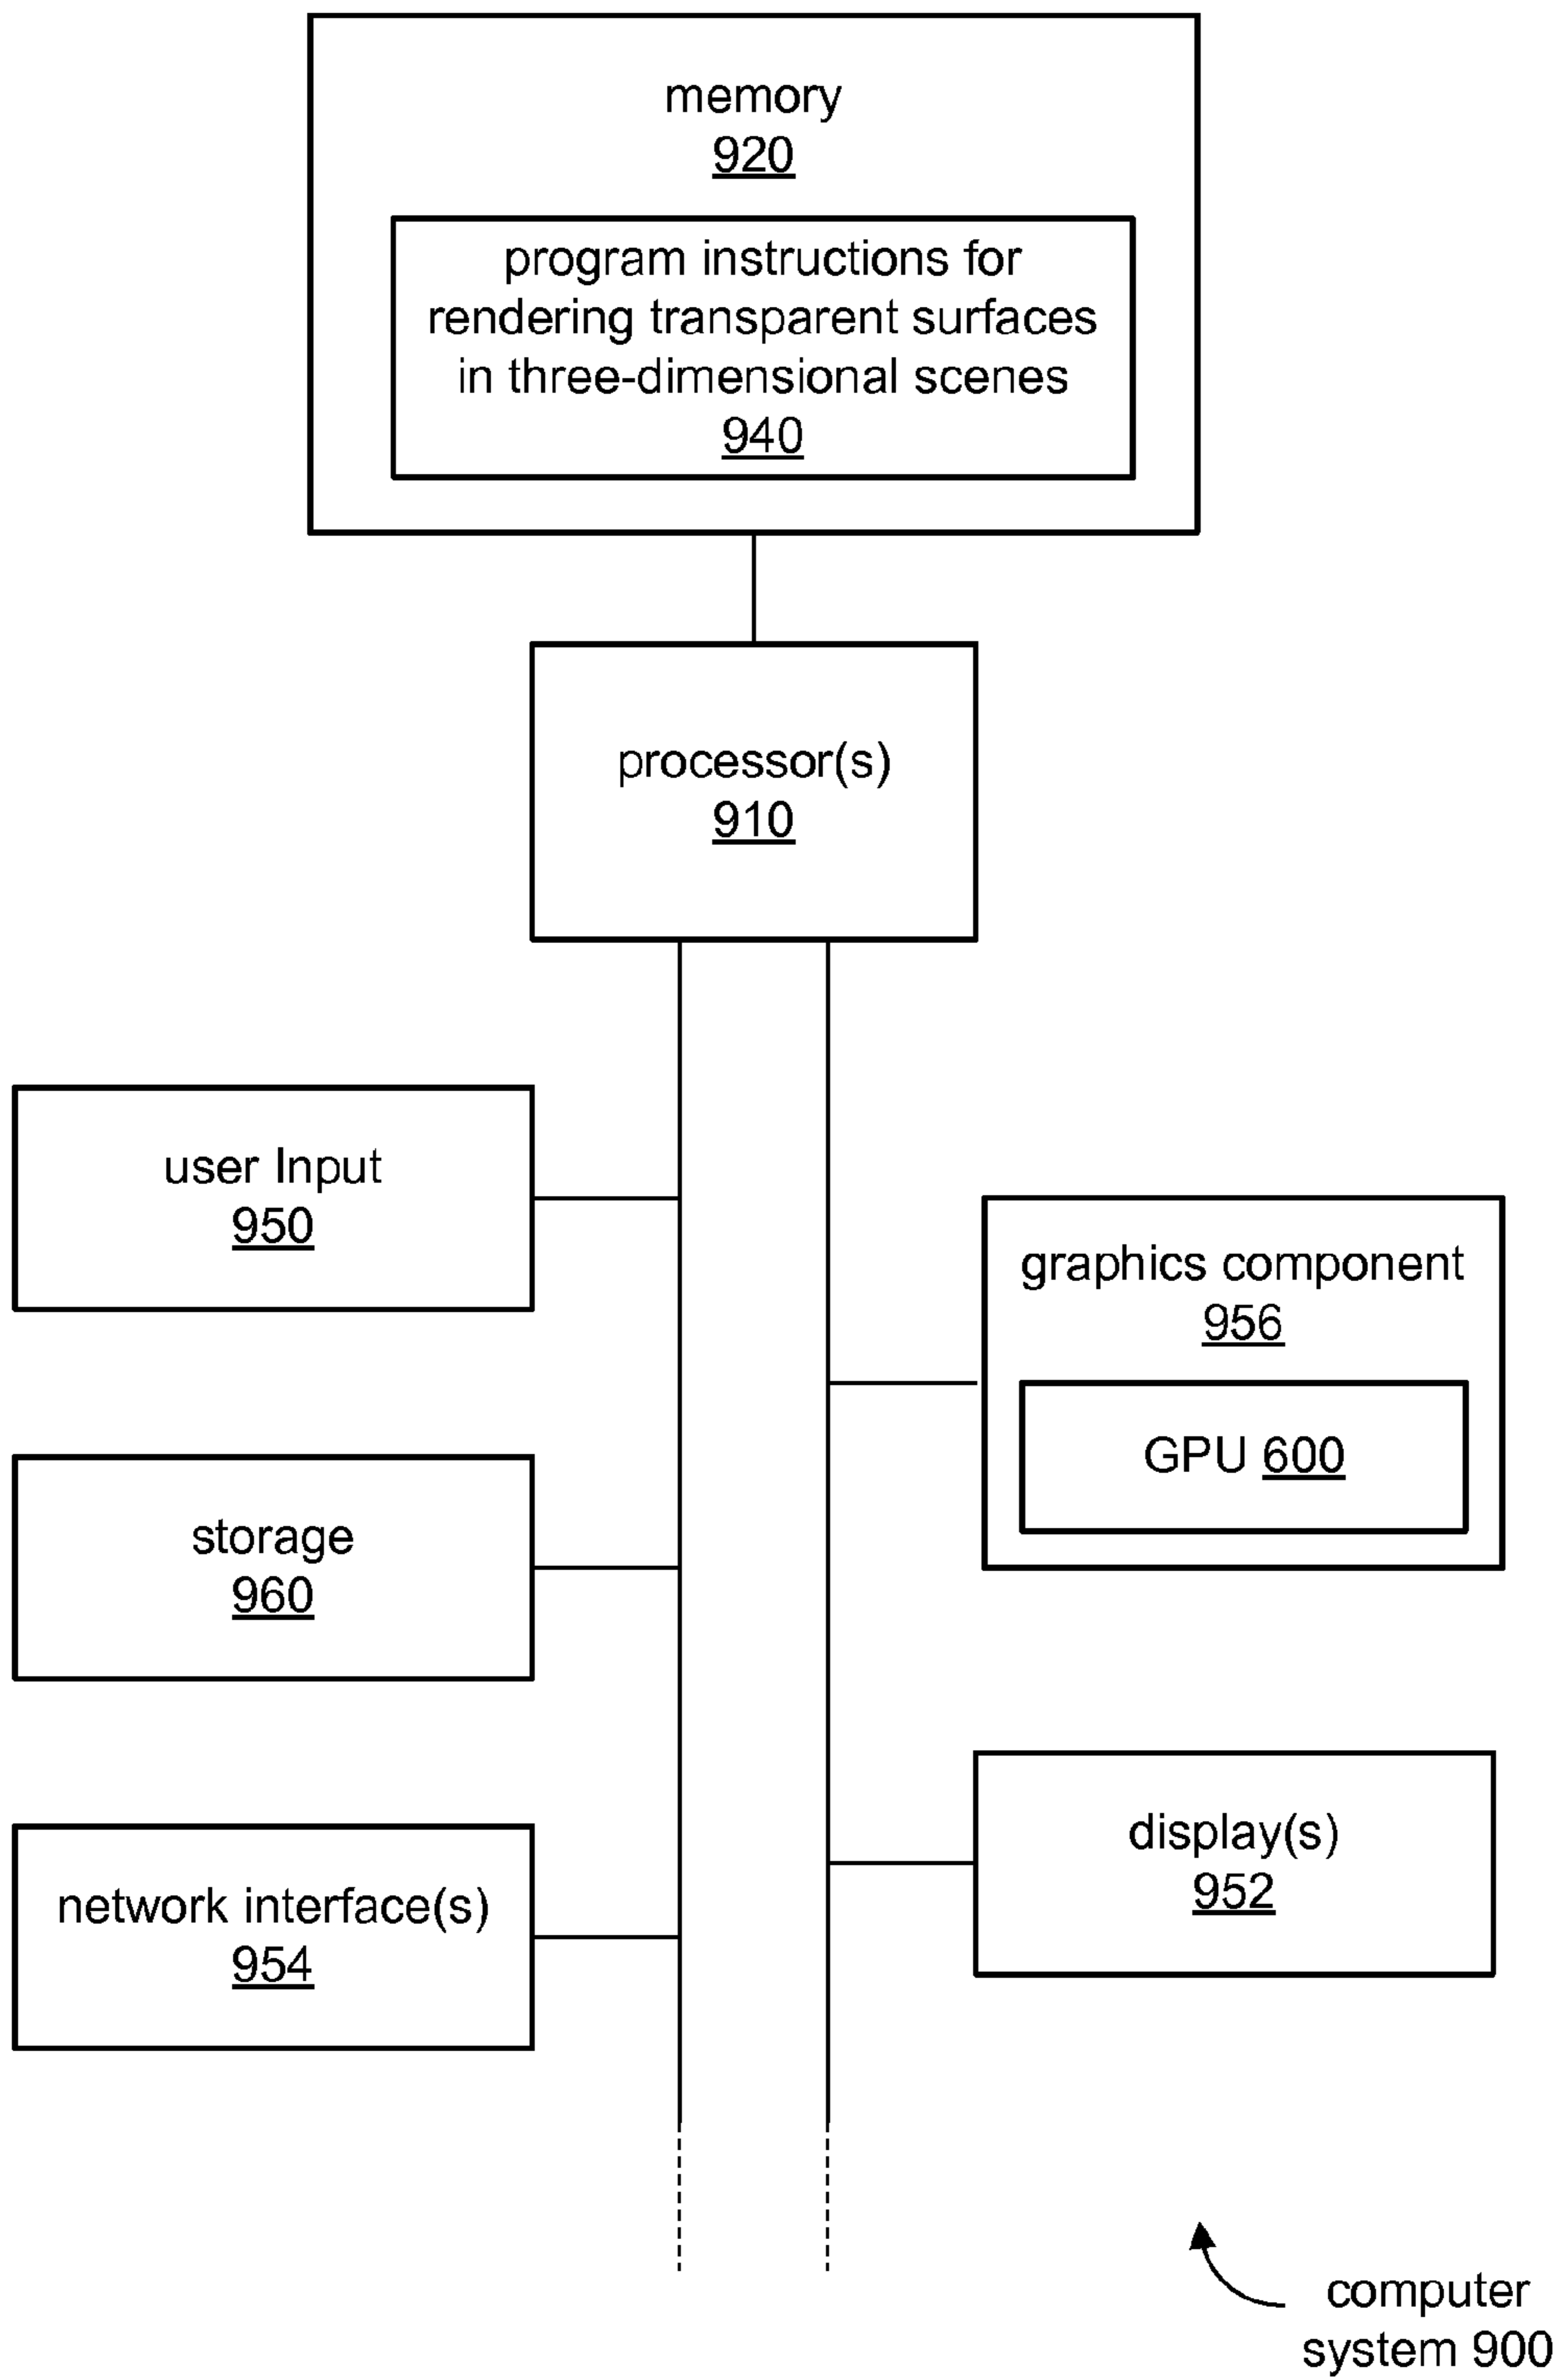 memory
920
program instructions for
rendering transparent surfaces
in three-dimensional scenes
940
processor(s)
910
user Input
950
graphics component
956
GPU 600
storage
960
display(s)
952
network interface(s)
954
computer
system 900